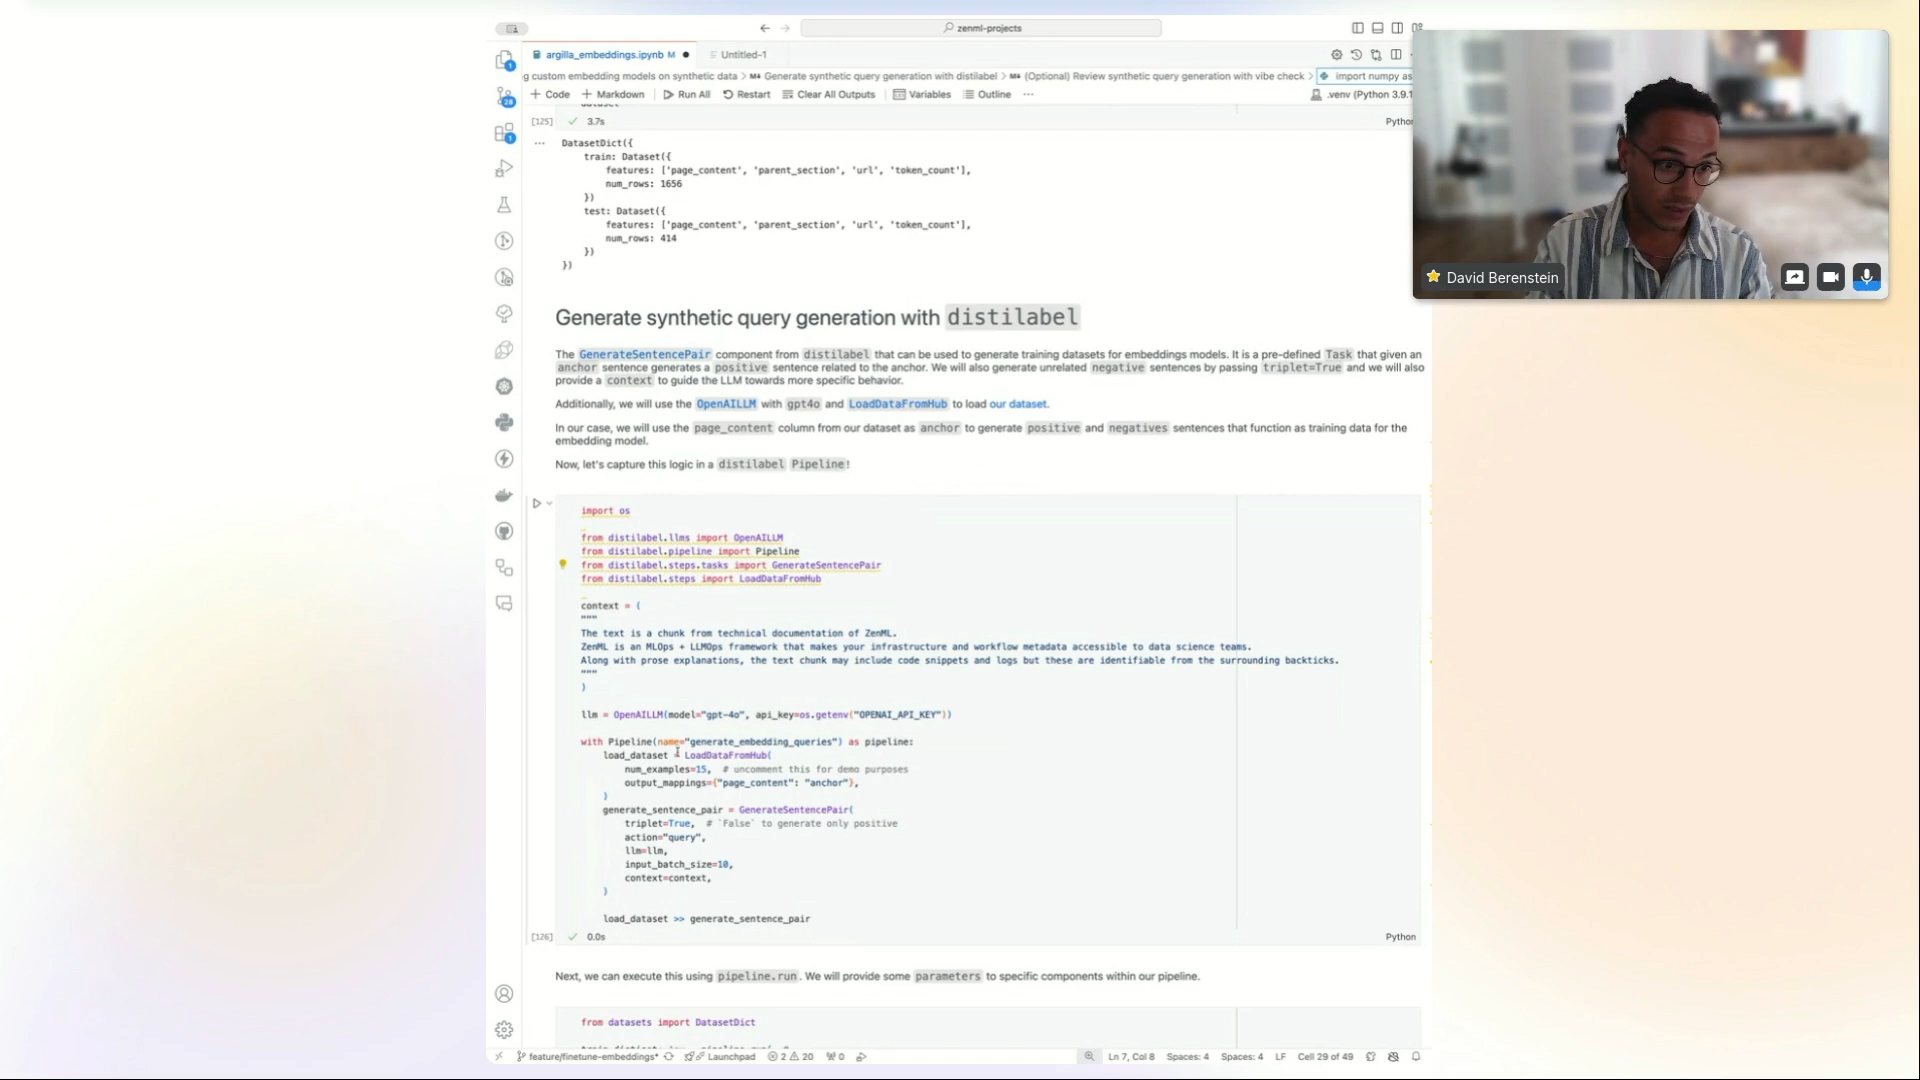 zenml-projects
argilla_embeddings.ipynb M
Untitled-1
g custom embedding models on synthetic data > M↓ Generate synthetic query generation with distilabel > M↓ (Optional) Review synthetic query generation with vibe check > import numpy as
+ Code + Markdown Run All Restart Clear All Outputs Variables Outline ...
.venv (Python 3.9.1
[125] ✓ 3.7s
Python
DatasetDict({
train: Dataset({
features: ['page_content', 'parent_section', 'url', 'token_count'],
num_rows: 1656
})
test: Dataset({
features: ['page_content', 'parent_section', 'url', 'token_count'],
num_rows: 414
})
})
Generate synthetic query generation with distilabel
The GenerateSentencePair component from distilabel that can be used to generate training datasets for embeddings models. It is a pre-defined Task that given an
anchor sentence generates a positive sentence related to the anchor. We will also generate unrelated negative sentences by passing triplet=True and we will also
provide a context to guide the LLM towards more specific behavior.
Additionally, we will use the OpenAILLM with gpt4o and LoadDataFromHub to load our dataset.
In our case, we will use the page_content column from our dataset as anchor to generate positive and negatives sentences that function as training data for the
embedding model.
Now, let's capture this logic in a distilabel Pipeline!
import os
from distilabel.llms import OpenAILLM
from distilabel.pipeline import Pipeline
from distilabel.steps.tasks import GenerateSentencePair
from distilabel.steps import LoadDataFromHub
context = (
"""
The text is a chunk from technical documentation of ZenML.
ZenML is an MLOps + LLMOps framework that makes your infrastructure and workflow metadata accessible to data science teams.
Along with prose explanations, the text chunk may include code snippets and logs but these are identifiable from the surrounding backticks.
"""
)
llm = OpenAILLM(model="gpt-4o", api_key=os.getenv("OPENAI_API_KEY"))
with Pipeline(name="generate_embedding_queries") as pipeline:
load_dataset = LoadDataFromHub(
num_examples=15, # uncomment this for demo purposes
output_mappings={"page_content": "anchor"},
)
generate_sentence_pair = GenerateSentencePair(
triplet=True, # `False` to generate only positive
action="query",
llm=llm,
input_batch_size=10,
context=context,
)
load_dataset >> generate_sentence_pair
[126] ✓ 0.0s
Python
Next, we can execute this using pipeline.run. We will provide some parameters to specific components within our pipeline.
from datasets import DatasetDict
feature/finetune-embeddings* Launchpad 2 20 0
Ln 7, Col 8 Spaces: 4 Spaces: 4 LF Cell 29 of 49
David Berenstein
1
28
1